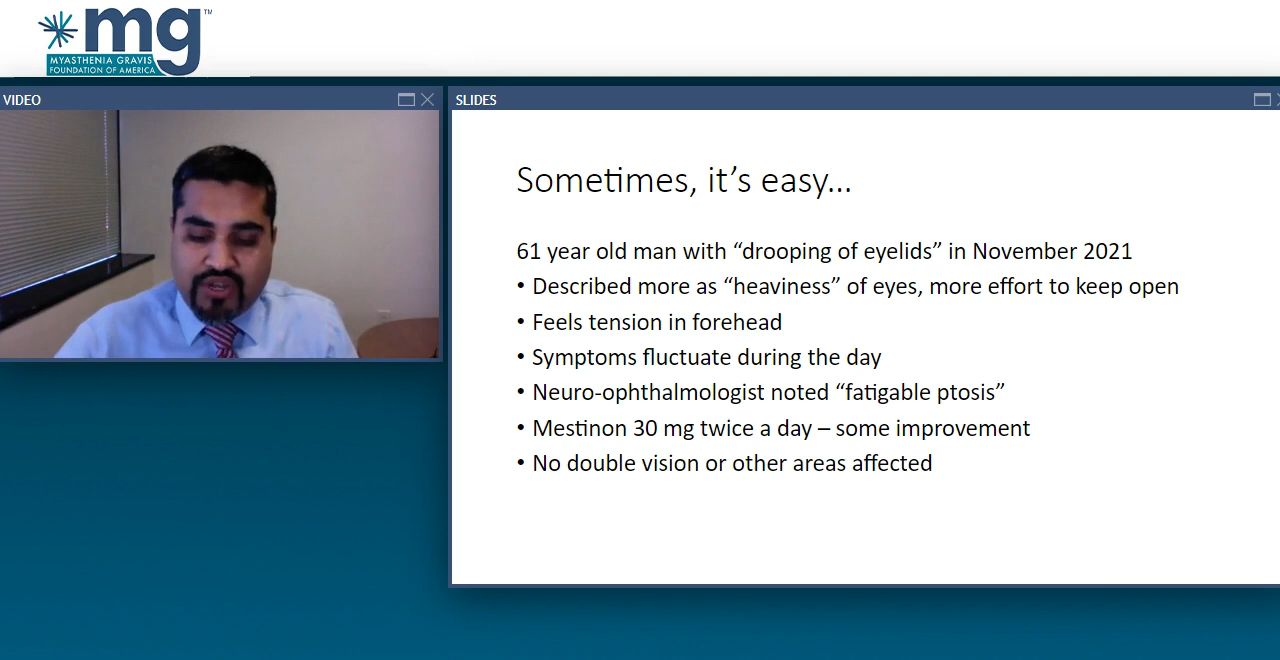 mg™
MYASTHENIA GRAVIS
FOUNDATION OF AMERICA
VIDEO
SLIDES
Sometimes, it’s easy…
61 year old man with “drooping of eyelids” in November 2021
• Described more as “heaviness” of eyes, more effort to keep open
• Feels tension in forehead
• Symptoms fluctuate during the day
• Neuro-ophthalmologist noted “fatigable ptosis”
• Mestinon 30 mg twice a day – some improvement
• No double vision or other areas affected